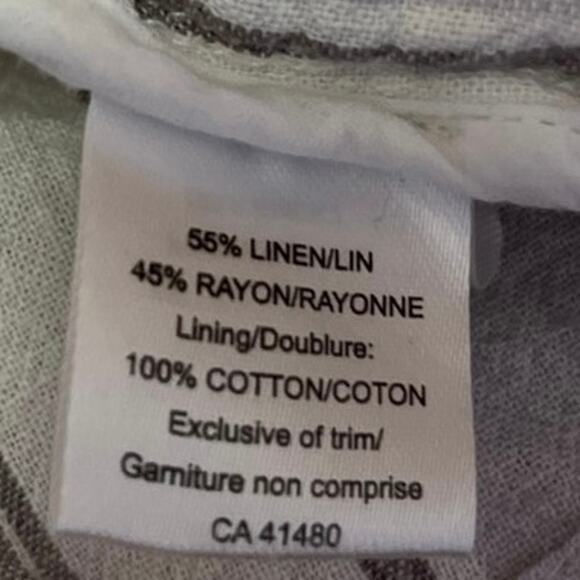 55% LINEN/LIN
45% RAYON/RAYONNE
Lining/Doublure:
100% COTTON/COTON
Exclusive of trim/
Garniture non comprise
CA 41480